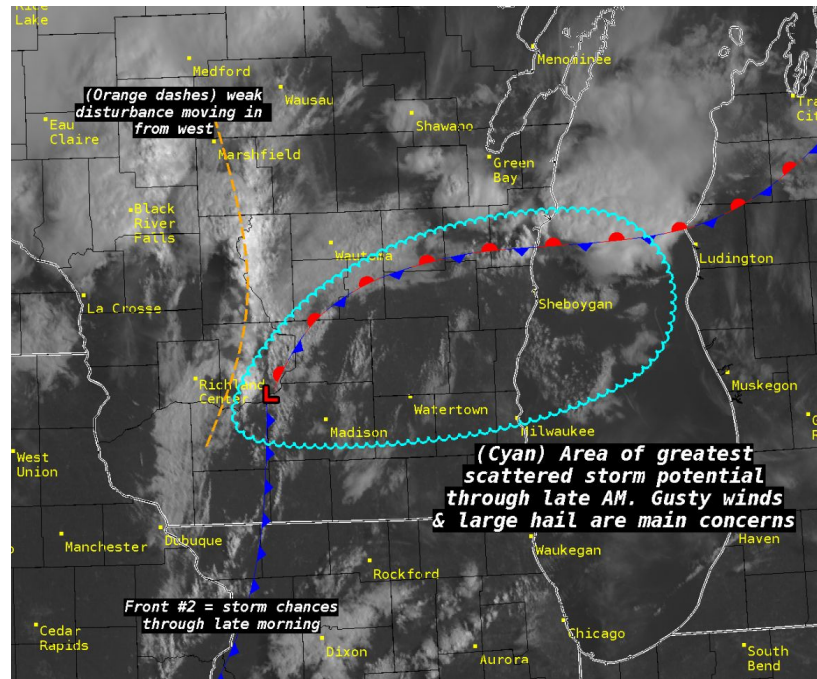 Rice
Lake
Medford
Menominee
(Orange dashes) weak
disturbance moving in
from west
Wausau
Eau
Claire
Shawano
Tra
Cit
Marshfield
Green
Bay
Black
River
Falls
Wautoma
Ludington
La Crosse
Sheboygan
Richland
Center
L
Muskegon
Watertown
Madison
Milwaukee
G
R
West
Union
(Cyan) Area of greatest
scattered storm potential
through late AM. Gusty winds
& large hail are main concerns
Manchester
Dubuque
Waukegan
Haven
Rockford
Front #2 = storm chances
through late morning
Cedar
Rapids
Dixon
Chicago
Aurora
South
Bend